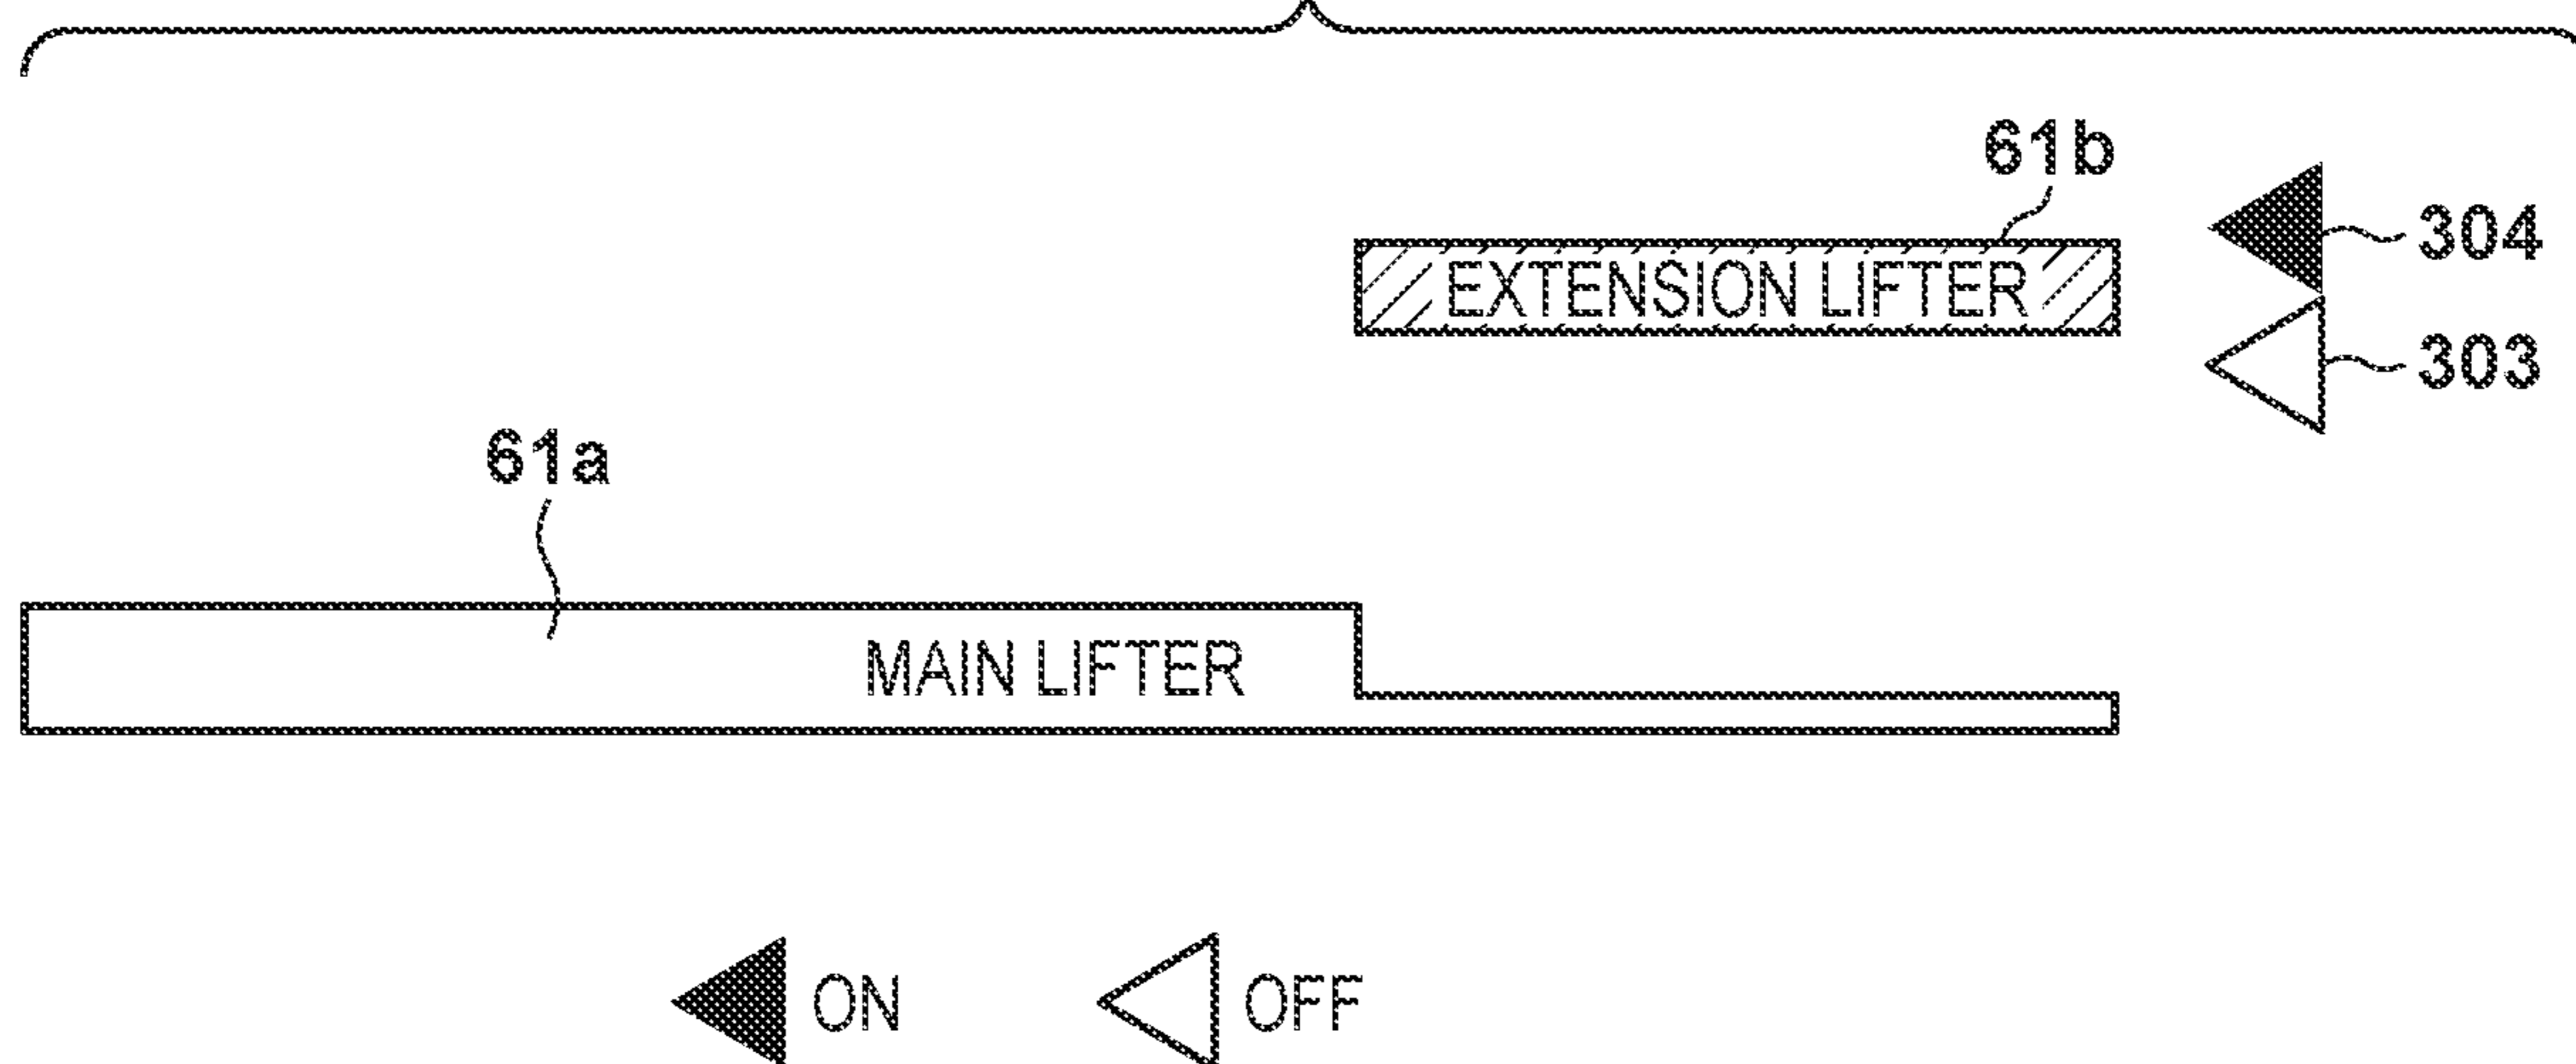 61b
304
EXTENSION LIFTER
303
61a
MAIN LIFTER
ON OFF